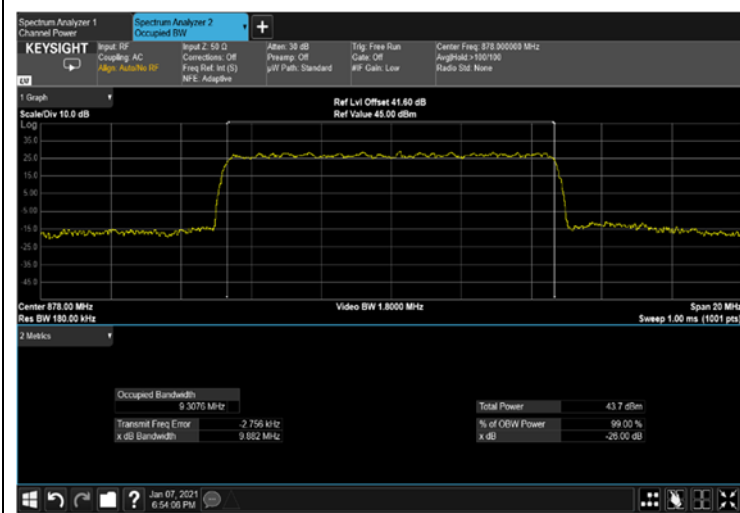 Spectrum Analyzer 1
Channel Power
Spectrum Analyzer 2
Occupied BW
+
KEYSIGHT
Input: RF
Coupling: AC
Align: Auto/No RF
Input Z: 50 Ω
Corrections: Off
Freq Ref: Int (S)
NFE: Adaptive
Atten: 30 dB
Preamp: Off
µW Path: Standard
Trig: Free Run
Gate: Off
#IF Gain: Low
Center Freq: 878.000000 MHz
Avg|Hold:>100/100
Radio Std: None
1 Graph
Scale/Div 10.0 dB
Ref Lvl Offset 41.60 dB
Ref Value 45.00 dBm
Log
35.0
25.0
15.0
5.00
-5.00
-15.0
-25.0
-35.0
-45.0
Center 878.00 MHz
Res BW 180.00 kHz
Video BW 1.8000 MHz
Span 20 MHz
Sweep 1.00 ms (1001 pts)
2 Metrics
Occupied Bandwidth
9.3076 MHz
Total Power 43.7 dBm
Transmit Freq Error -2.756 kHz
% of OBW Power 99.00 %
x dB Bandwidth 9.882 MHz
x dB -26.00 dB
?
Jan 07, 2021
6:54:06 PM